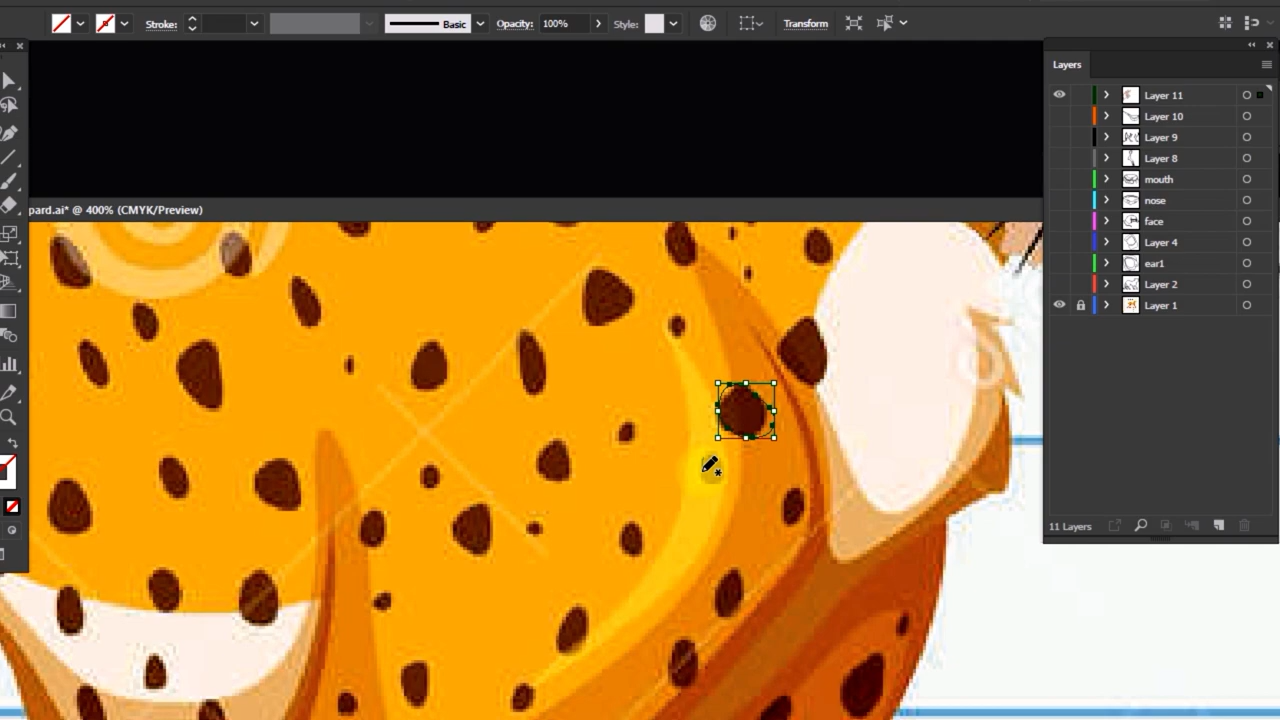 Stroke:
Basic
Opacity: 100%
Style:
Transform
Layers
Layer 11
Layer 10
Layer 9
Layer 8
mouth
nose
face
Layer 4
ear1
Layer 2
Layer 1
11 Layers
pard.ai* @ 400% (CMYK/Preview)